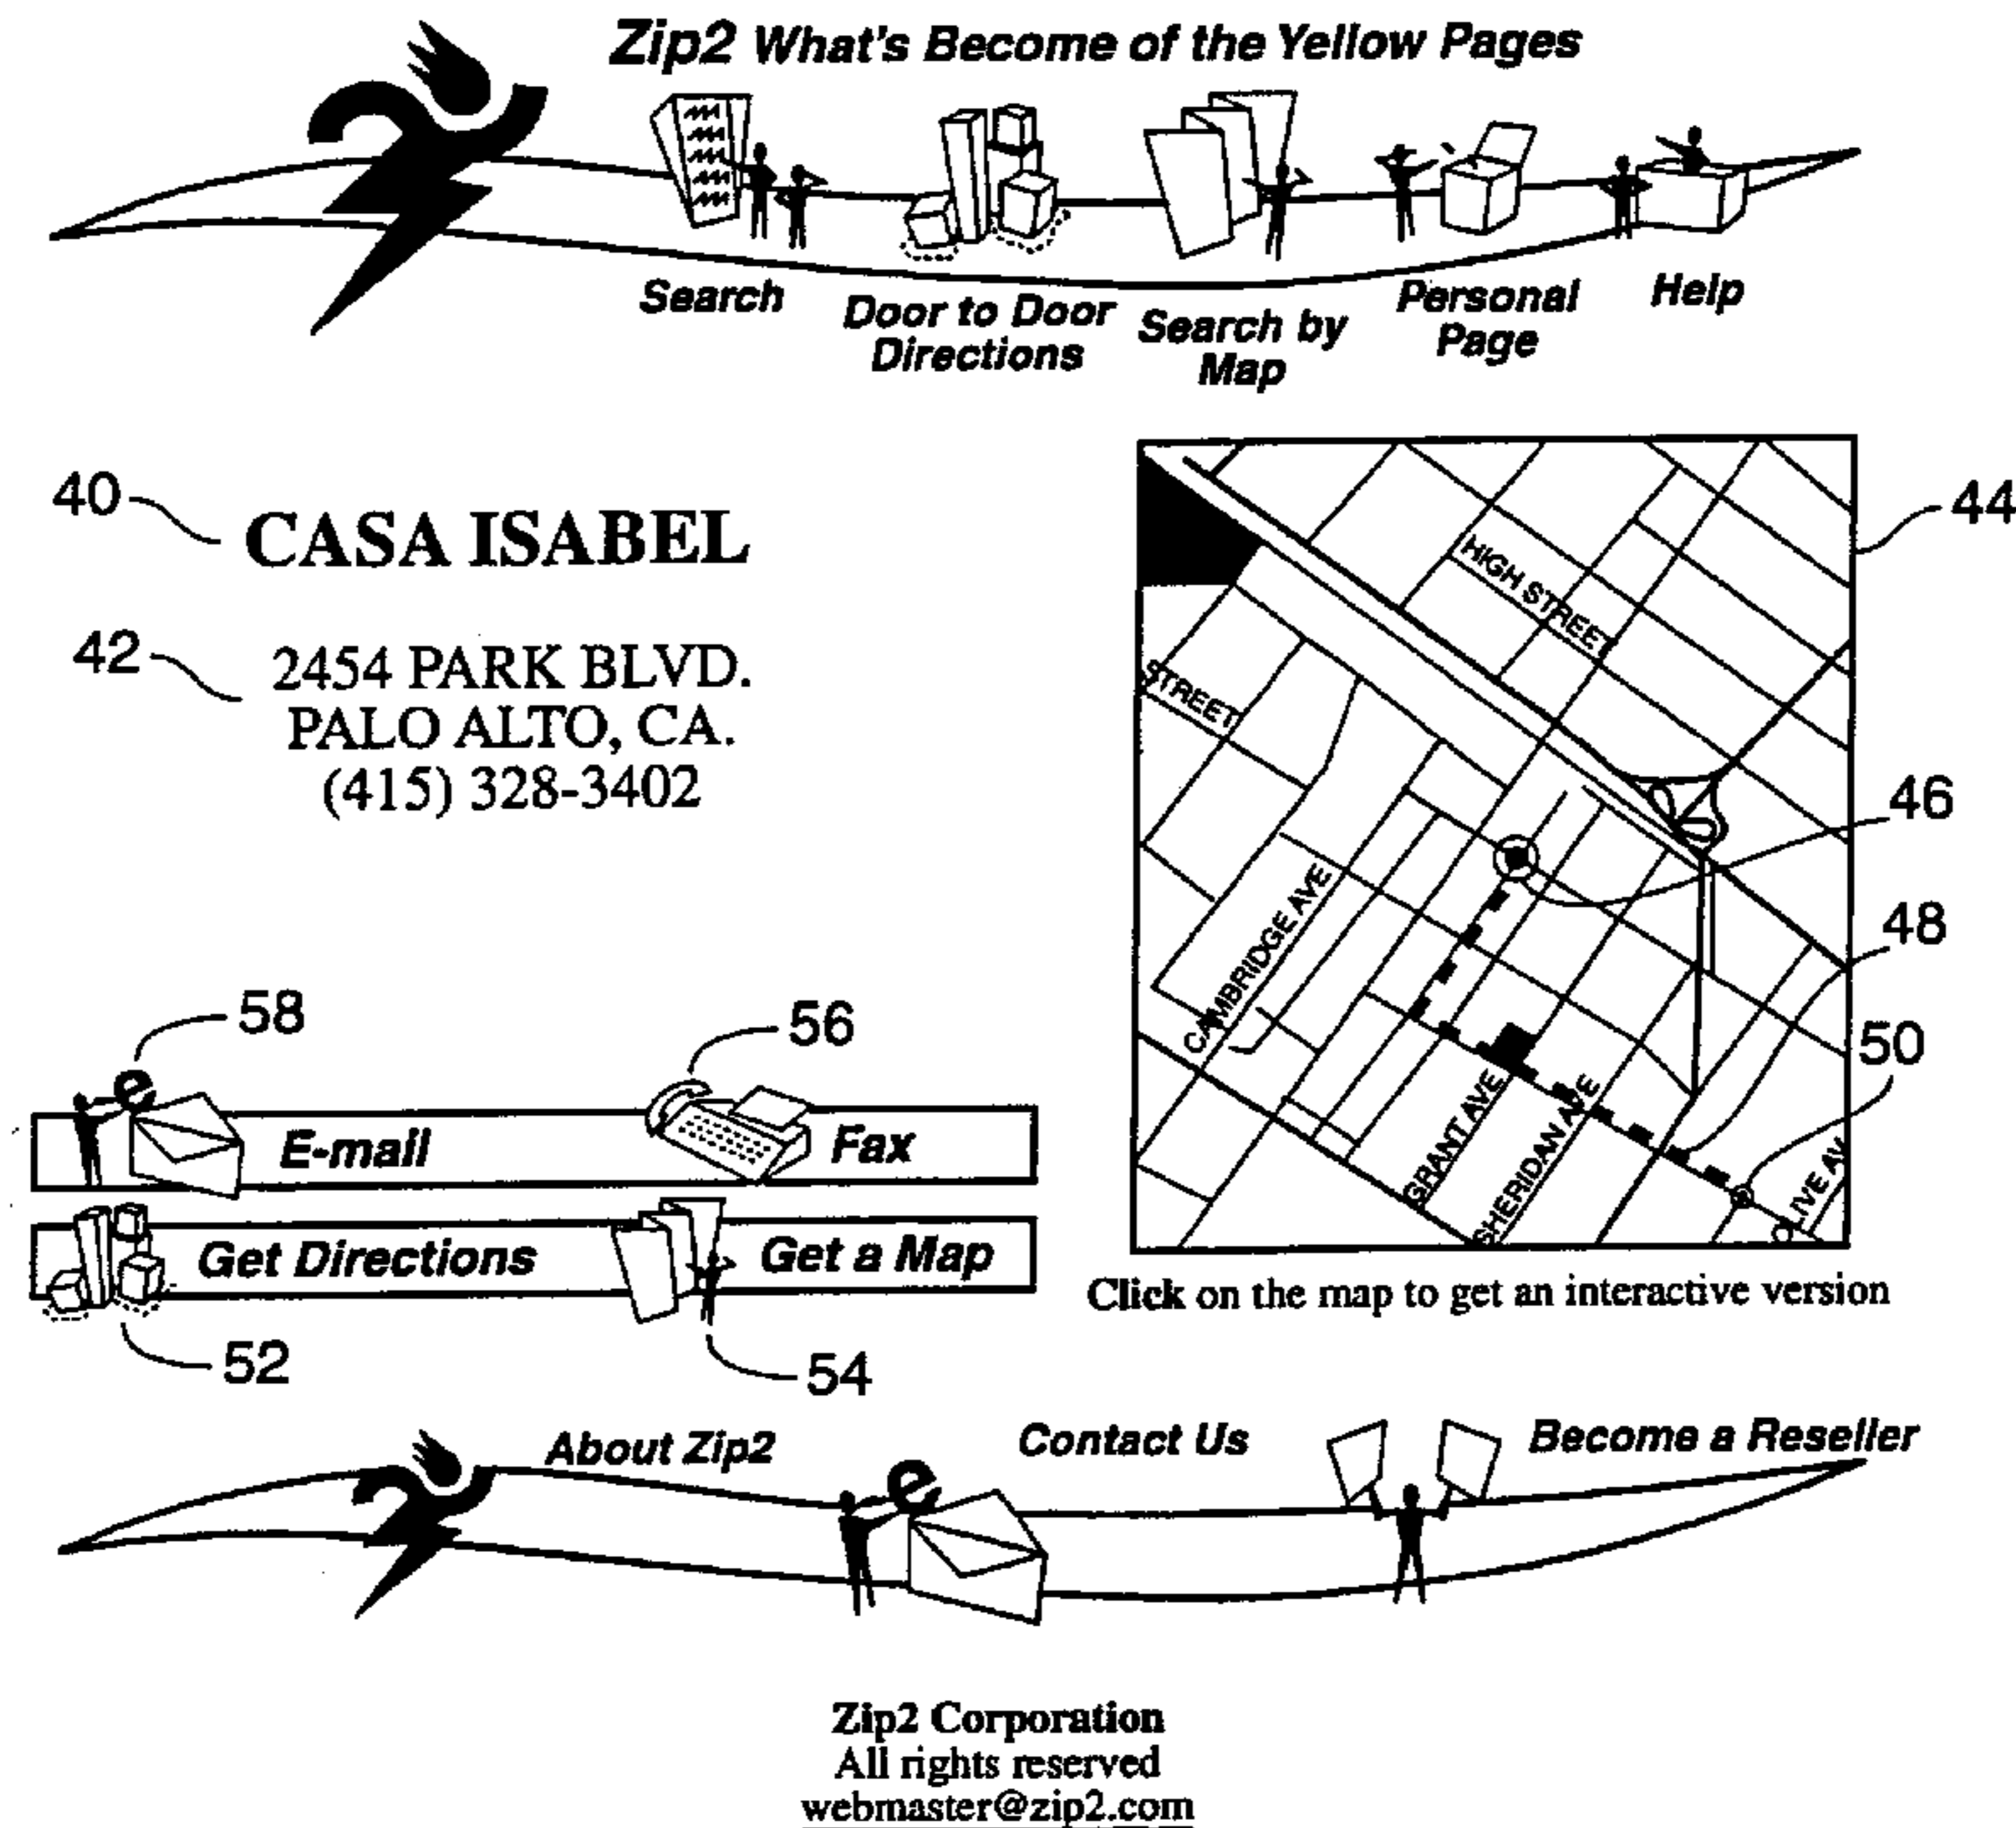 Zip2 What's Become of the Yellow Pages
Search
Door to Door
Directions
Search by
Map
Personal
Page
Help
40
CASA ISABEL
42
2454 PARK BLVD.
PALO ALTO, CA.
(415) 328-3402
44
HIGH STREET
STREET
46
CAMBRIDGE AVE
48
50
GRANT AVE
SHERIDAN AVE
OLIVE AV
Click on the map to get an interactive version
58
E-mail
56
Fax
Get Directions
Get a Map
52
54
About Zip2
e
Contact Us
Become a Reseller
Zip2 Corporation
All rights reserved
webmaster@zip2.com